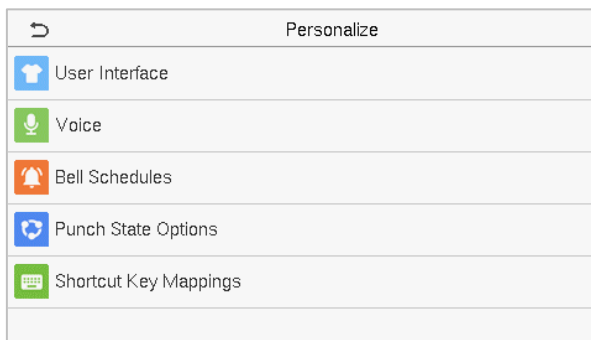 Personalize
User Interface
Voice
Bell Schedules
Punch State Options
Shortcut Key Mappings